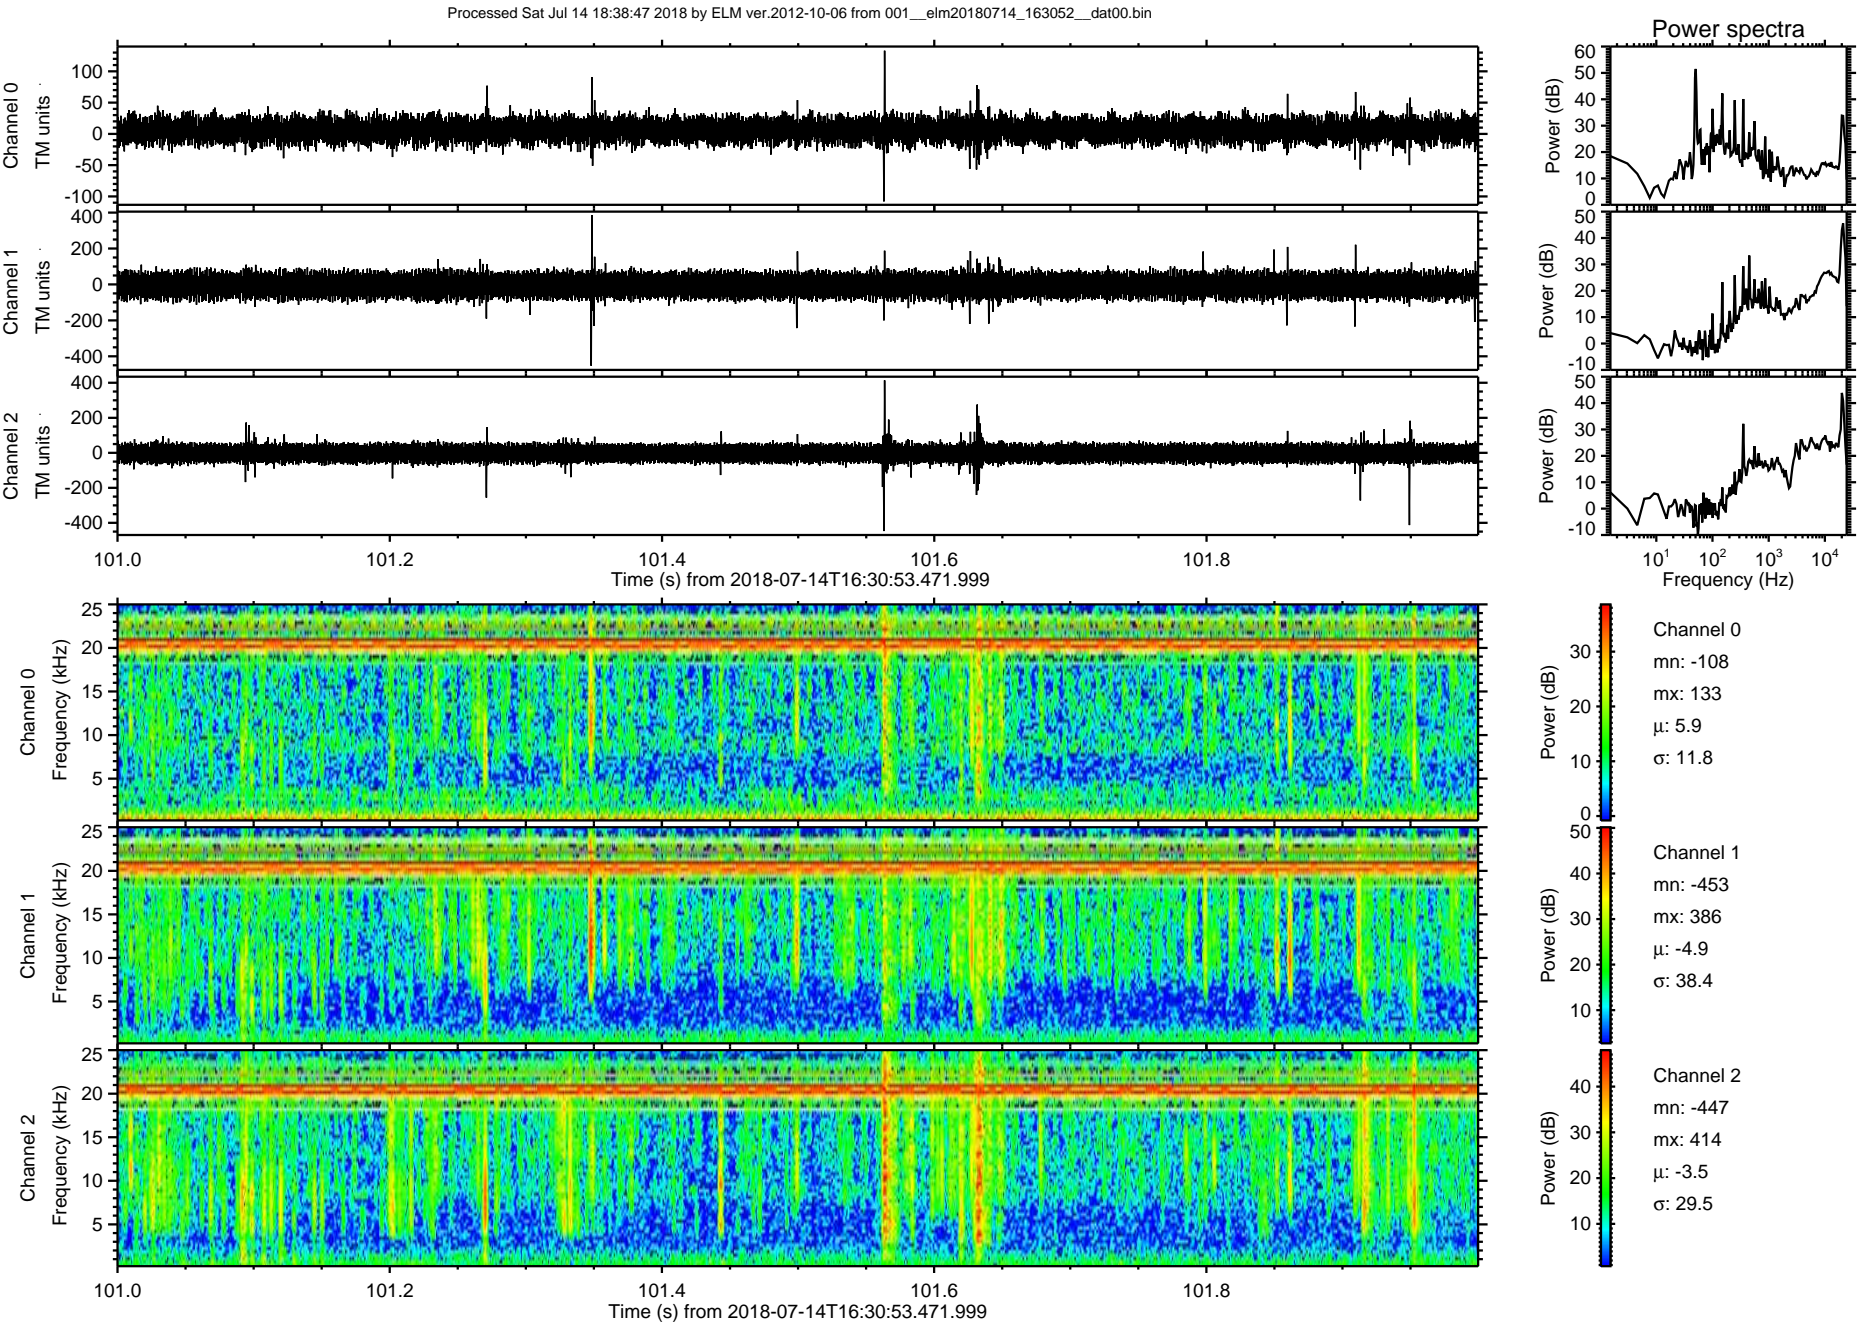 Processed Sat Jul 14 18:38:47 2018 by ELM ver.2012-10-06 from 001__elm20180714_163052__dat00.bin
Power spectra
Channel 0
TM units
100
50
0
-50
-100
Power (dB)
60
50
40
30
20
10
0
Channel 1
TM units
400
200
0
-200
-400
Power (dB)
50
40
30
20
10
0
-10
Channel 2
TM units
400
200
0
-200
-400
Power (dB)
50
40
30
20
10
0
-10
101.0 101.2 101.4 101.6 101.8
Time (s) from 2018-07-14T16:30:53.471.999
10^1 10^2 10^3 10^4
Frequency (Hz)
Channel 0
Frequency (kHz)
25
20
15
10
5
Power (dB)
30
20
10
0
Channel 0
mn: -108
mx: 133
μ: 5.9
σ: 11.8
Channel 1
Frequency (kHz)
25
20
15
10
5
Power (dB)
50
40
30
20
10
Channel 1
mn: -453
mx: 386
μ: -4.9
σ: 38.4
Channel 2
Frequency (kHz)
25
20
15
10
5
Power (dB)
40
30
20
10
Channel 2
mn: -447
mx: 414
μ: -3.5
σ: 29.5
101.0 101.2 101.4 101.6 101.8
Time (s) from 2018-07-14T16:30:53.471.999